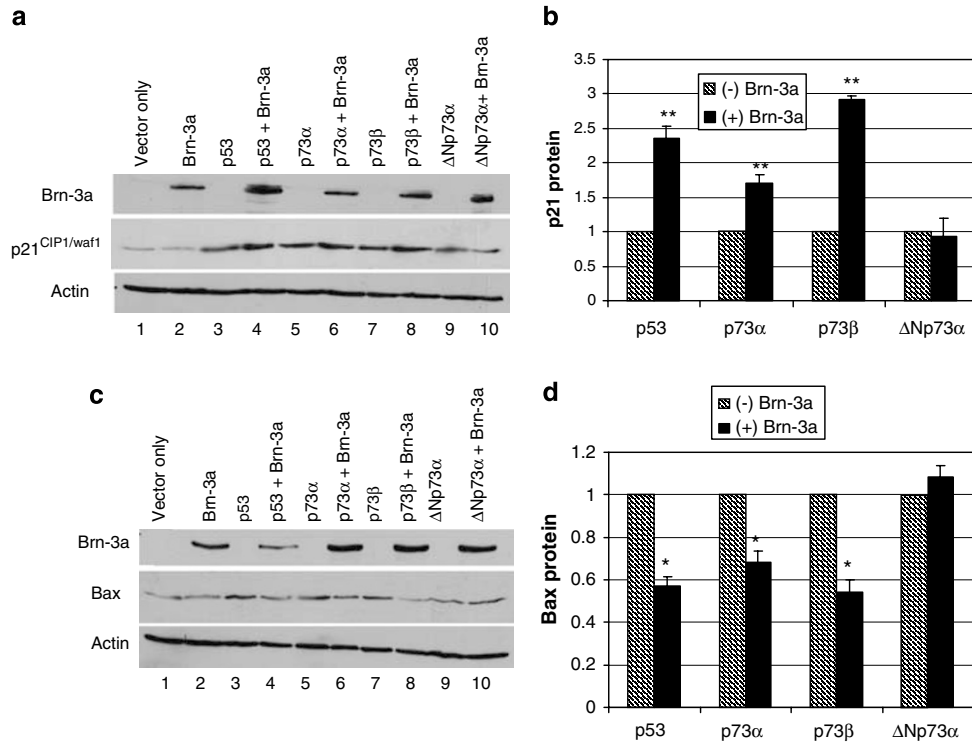 a
Vector only
Brn-3a
p53
p53 + Brn-3a
p73α
p73α + Brn-3a
p73β
p73β + Brn-3a
ΔNp73α
ΔNp73α+ Brn-3a
Brn-3a
p21CIP1/waf1
Actin
1 2 3 4 5 6 7 8 9 10
b
(-) Brn-3a
(+) Brn-3a
p21 protein
3.5
3
2.5
2
1.5
1
0.5
0
**
**
**
p53 p73α p73β ΔNp73α
c
Vector only
Brn-3a
p53
p53 + Brn-3a
p73α
p73α + Brn-3a
p73β
p73β + Brn-3a
ΔNp73α
ΔNp73α + Brn-3a
Brn-3a
Bax
Actin
1 2 3 4 5 6 7 8 9 10
d
(-) Brn-3a
(+) Brn-3a
Bax protein
1.2
1
0.8
0.6
0.4
0.2
0
*
*
*
p53 p73α p73β ΔNp73α